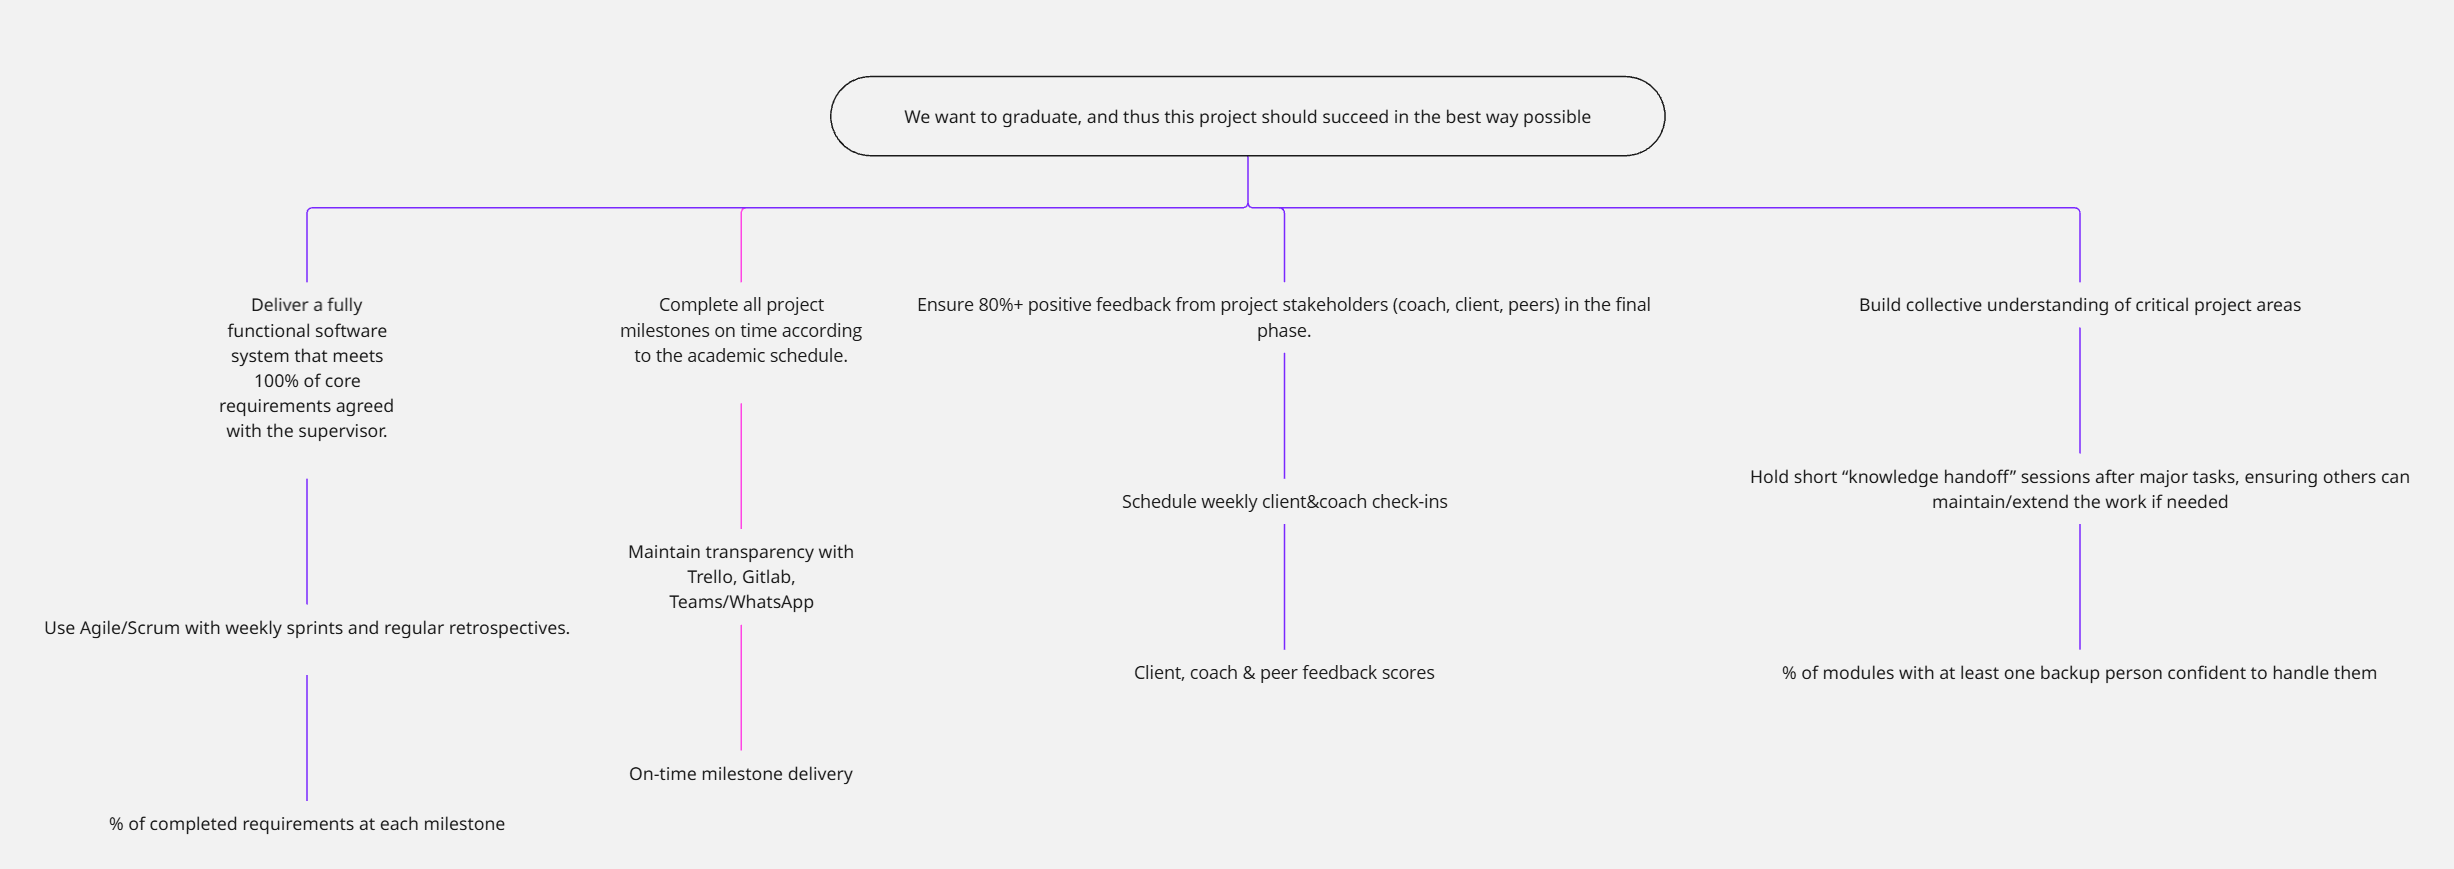 We want to graduate, and thus this project should succeed in the best way possible
Deliver a fully
functional software
system that meets
100% of core
requirements agreed
with the supervisor.
Use Agile/Scrum with weekly sprints and regular retrospectives.
% of completed requirements at each milestone
Complete all project
milestones on time according
to the academic schedule.
Maintain transparency with
Trello, Gitlab,
Teams/WhatsApp
On-time milestone delivery
Ensure 80%+ positive feedback from project stakeholders (coach, client, peers) in the final
phase.
Schedule weekly client&coach check-ins
Client, coach & peer feedback scores
Build collective understanding of critical project areas
Hold short “knowledge handoff” sessions after major tasks, ensuring others can
maintain/extend the work if needed
% of modules with at least one backup person confident to handle them